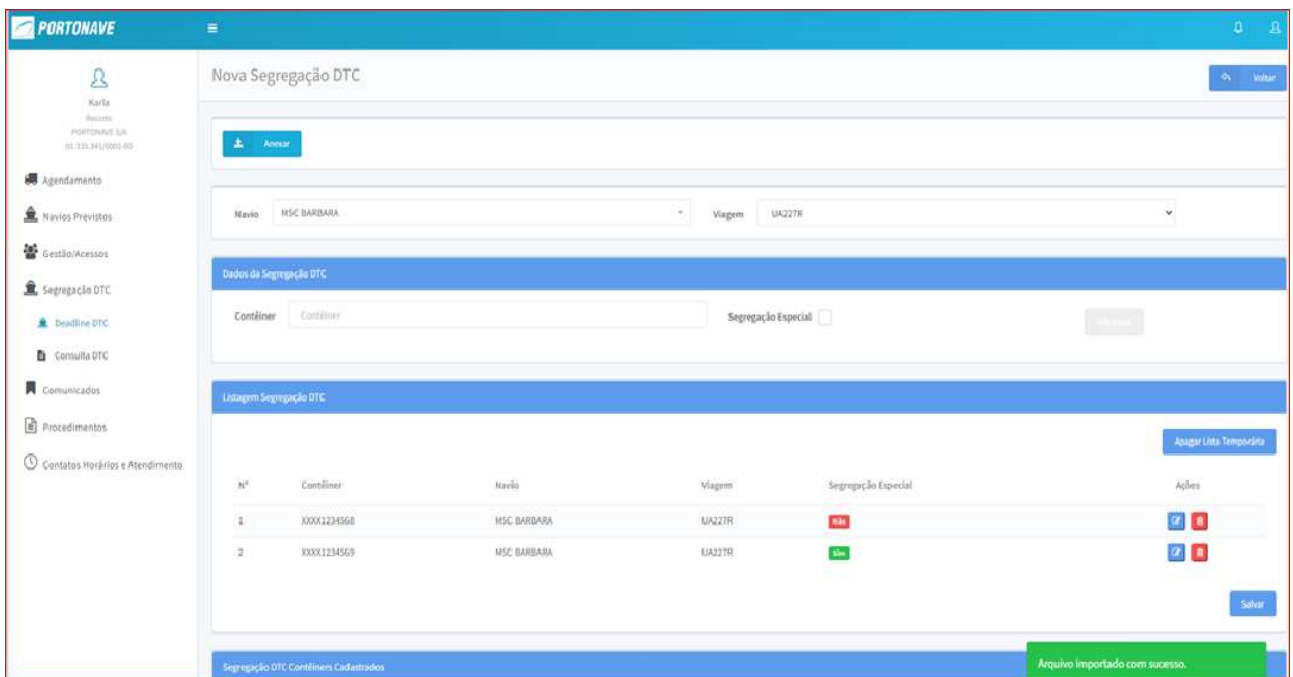 PORTONAVE
Karla
Recinto
PORTONAVE S/A
Nova Segregação DTC
Voltar
Anexar
Agendamento
Navios Previstos
Gestão/Acessos
Segregação DTC
Deadline DTC
Consulta DTC
Comunicados
Procedimentos
Contatos Horários e Atendimento
Navio MSC BARBARA Viagem UA227R
Dados da Segregação DTC
Contêiner Contêiner Segregação Especial
Listagem Segregação DTC
Apagar Lista Temporária
Nº Contêiner Navio Viagem Segregação Especial Ações
1 XXXX1234568 MSC BARBARA UA227R Não
2 XXXX1234569 MSC BARBARA UA227R Sim
Salvar
Segregação DTC Contêiners Cadastrados
Arquivo importado com sucesso.